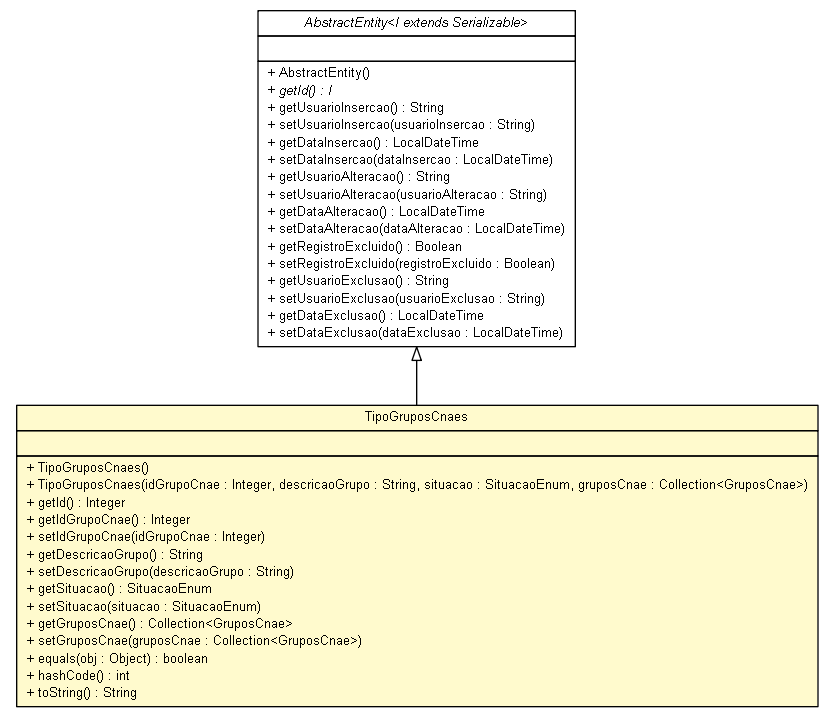 AbstractEntity<I extends Serializable>
+ AbstractEntity()
+ getId() : I
+ getUsuarioInsercao() : String
+ setUsuarioInsercao(usuarioInsercao : String)
+ getDataInsercao() : LocalDateTime
+ setDataInsercao(dataInsercao : LocalDateTime)
+ getUsuarioAlteracao() : String
+ setUsuarioAlteracao(usuarioAlteracao : String)
+ getDataAlteracao() : LocalDateTime
+ setDataAlteracao(dataAlteracao : LocalDateTime)
+ getRegistroExcluido() : Boolean
+ setRegistroExcluido(registroExcluido : Boolean)
+ getUsuarioExclusao() : String
+ setUsuarioExclusao(usuarioExclusao : String)
+ getDataExclusao() : LocalDateTime
+ setDataExclusao(dataExclusao : LocalDateTime)
TipoGruposCnaes
+ TipoGruposCnaes()
+ TipoGruposCnaes(idGrupoCnae : Integer, descricaoGrupo : String, situacao : SituacaoEnum, gruposCnae : Collection<GruposCnae>)
+ getId() : Integer
+ getIdGrupoCnae() : Integer
+ setIdGrupoCnae(idGrupoCnae : Integer)
+ getDescricaoGrupo() : String
+ setDescricaoGrupo(descricaoGrupo : String)
+ getSituacao() : SituacaoEnum
+ setSituacao(situacao : SituacaoEnum)
+ getGruposCnae() : Collection<GruposCnae>
+ setGruposCnae(gruposCnae : Collection<GruposCnae>)
+ equals(obj : Object) : boolean
+ hashCode() : int
+ toString() : String